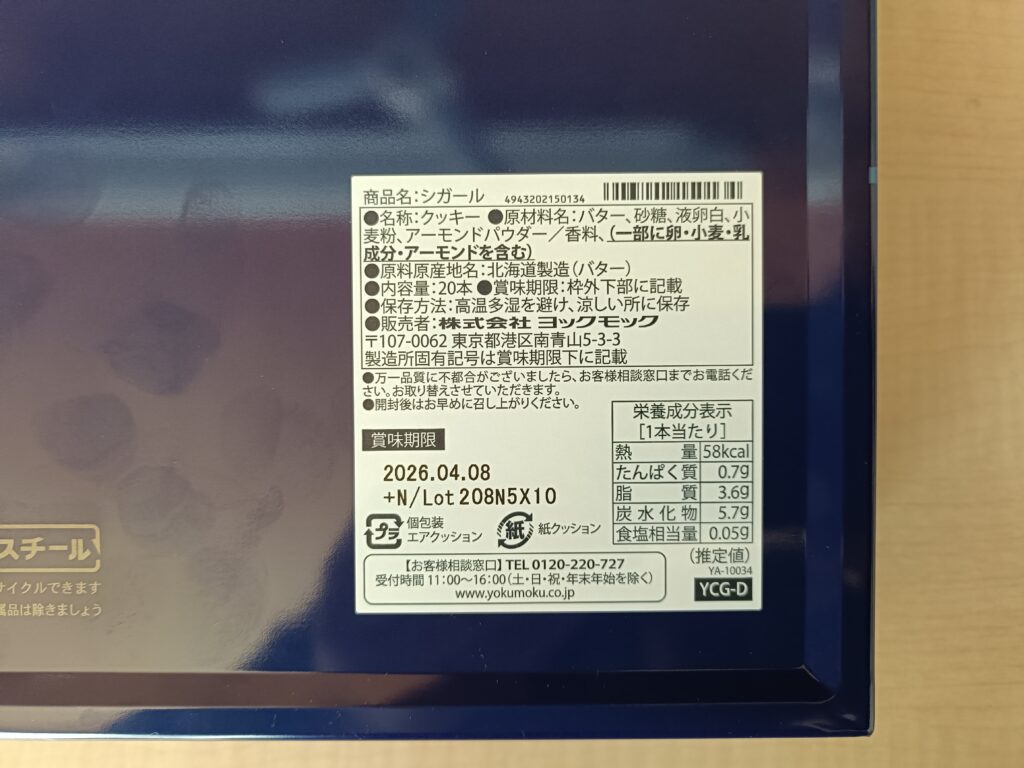 商品名:シガール 4943202150134
●名称:クッキー ●原材料名:バター、砂糖、液卵白、小
麦粉、アーモンドパウダー／香料、(一部に卵・小麦・乳
成分・アーモンドを含む)
●原料原産地名:北海道製造(バター)
●内容量:20本 ●賞味期限:枠外下部に記載
●保存方法:高温多湿を避け、涼しい所に保存
●販売者:株式会社 ヨックモック
〒107-0062 東京都港区南青山5-3-3
製造所固有記号は賞味期限下に記載
●万一品質に不都合がございましたら、お客様相談窓口までお電話くだ
さい。お取り替えさせていただきます。
●開封後はお早めに召し上がりください。
賞味期限
2026.04.08
+N/Lot 208N5X10
プラ 個包装
エアクッション
紙 紙クッション
栄養成分表示
[1本当たり]
熱量 58kcal
たんぱく質 0.7g
脂質 3.6g
炭水化物 5.7g
食塩相当量 0.05g
(推定値)
YA-10034
YCG-D
【お客様相談窓口】TEL 0120-220-727
受付時間 11:00～16:00(土・日・祝・年末年始を除く)
www.yokumoku.co.jp
スチール
サイクルできます
属品は除きましょう